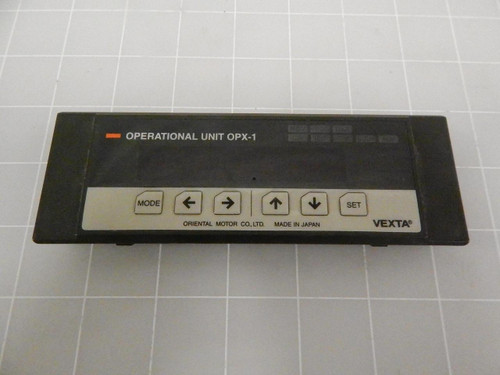 OPERATIONAL UNIT OPX-1
MODE ← → ↑ ↓ SET
ORIENTAL MOTOR CO.,LTD. MADE IN JAPAN
VEXTA®